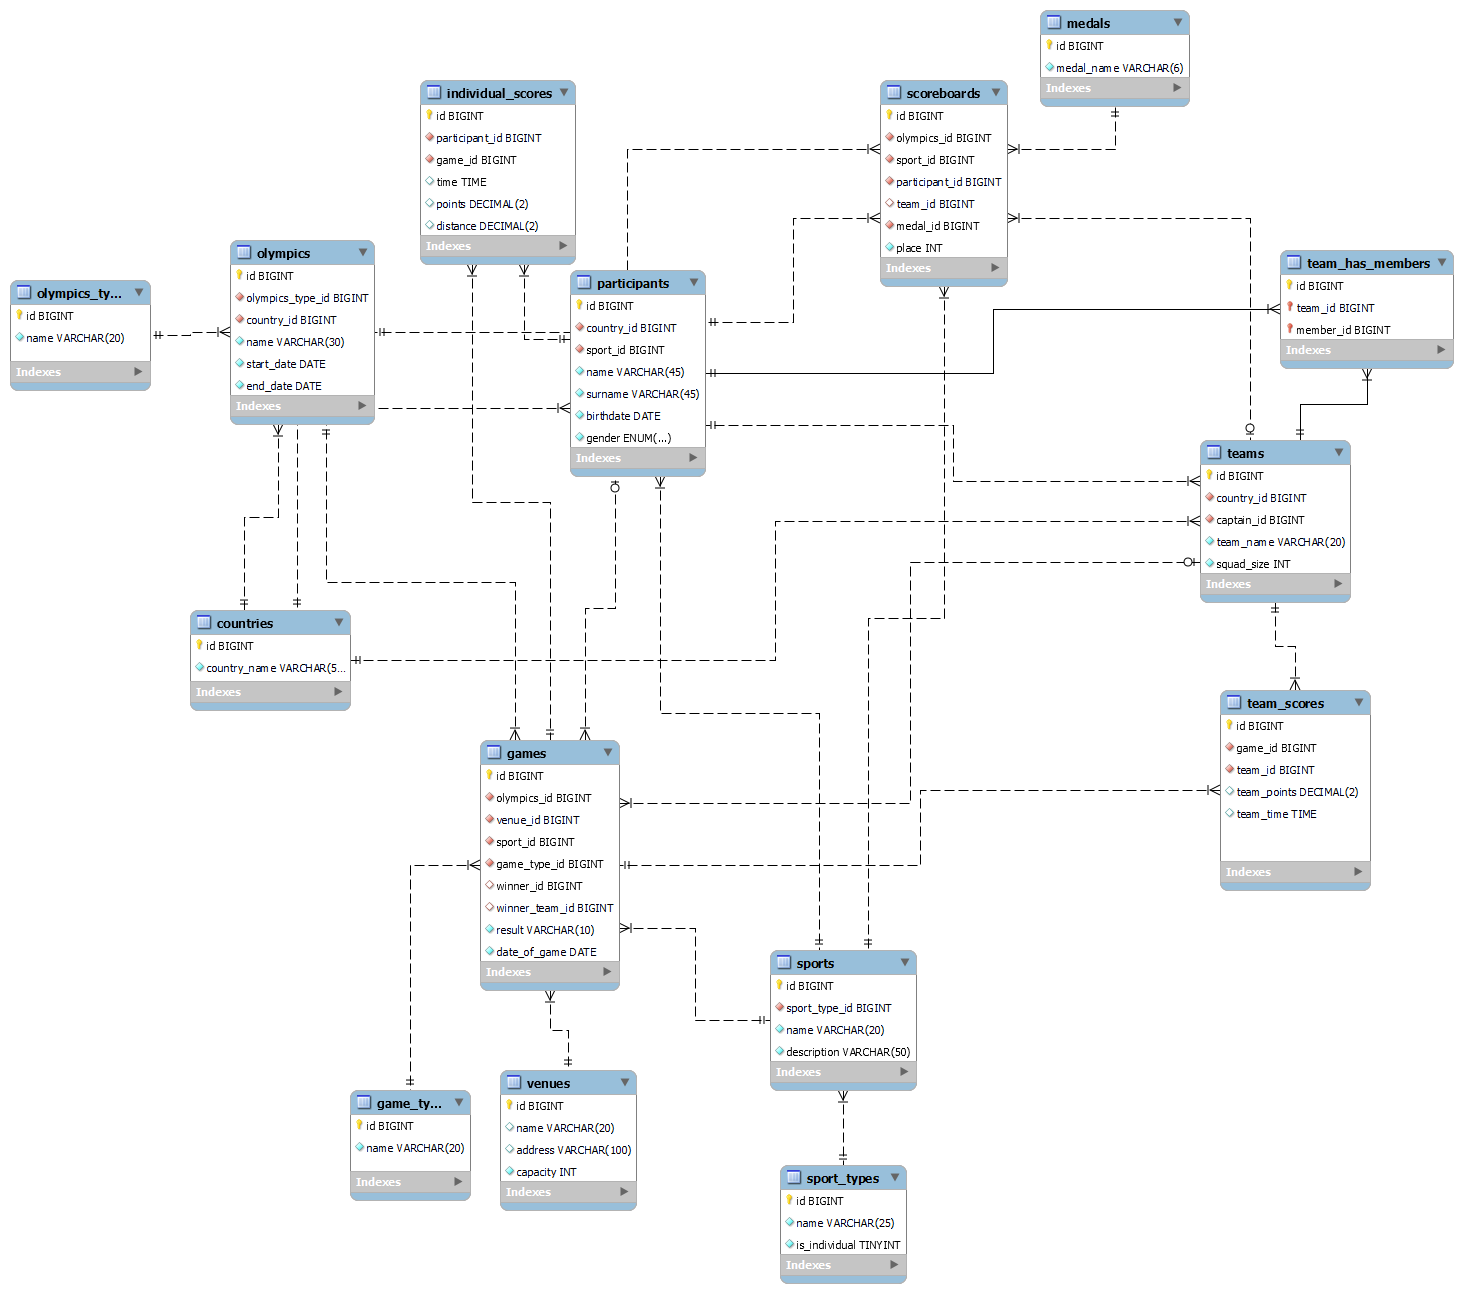 medals
id BIGINT
medal_name VARCHAR(6)
Indexes
individual_scores
id BIGINT
participant_id BIGINT
game_id BIGINT
time TIME
points DECIMAL(2)
distance DECIMAL(2)
Indexes
scoreboards
id BIGINT
olympics_id BIGINT
sport_id BIGINT
participant_id BIGINT
team_id BIGINT
medal_id BIGINT
place INT
Indexes
olympics
id BIGINT
olympics_type_id BIGINT
country_id BIGINT
name VARCHAR(30)
start_date DATE
end_date DATE
Indexes
olympics_ty...
id BIGINT
name VARCHAR(20)
Indexes
participants
id BIGINT
country_id BIGINT
sport_id BIGINT
name VARCHAR(45)
surname VARCHAR(45)
birthdate DATE
gender ENUM(...)
Indexes
team_has_members
id BIGINT
team_id BIGINT
member_id BIGINT
Indexes
teams
id BIGINT
country_id BIGINT
captain_id BIGINT
team_name VARCHAR(20)
squad_size INT
Indexes
countries
id BIGINT
country_name VARCHAR(5...
Indexes
team_scores
id BIGINT
game_id BIGINT
team_id BIGINT
team_points DECIMAL(2)
team_time TIME
Indexes
games
id BIGINT
olympics_id BIGINT
venue_id BIGINT
sport_id BIGINT
game_type_id BIGINT
winner_id BIGINT
winner_team_id BIGINT
result VARCHAR(10)
date_of_game DATE
Indexes
sports
id BIGINT
sport_type_id BIGINT
name VARCHAR(20)
description VARCHAR(50)
Indexes
game_ty...
id BIGINT
name VARCHAR(20)
Indexes
venues
id BIGINT
name VARCHAR(20)
address VARCHAR(100)
capacity INT
Indexes
sport_types
id BIGINT
name VARCHAR(25)
is_individual TINYINT
Indexes